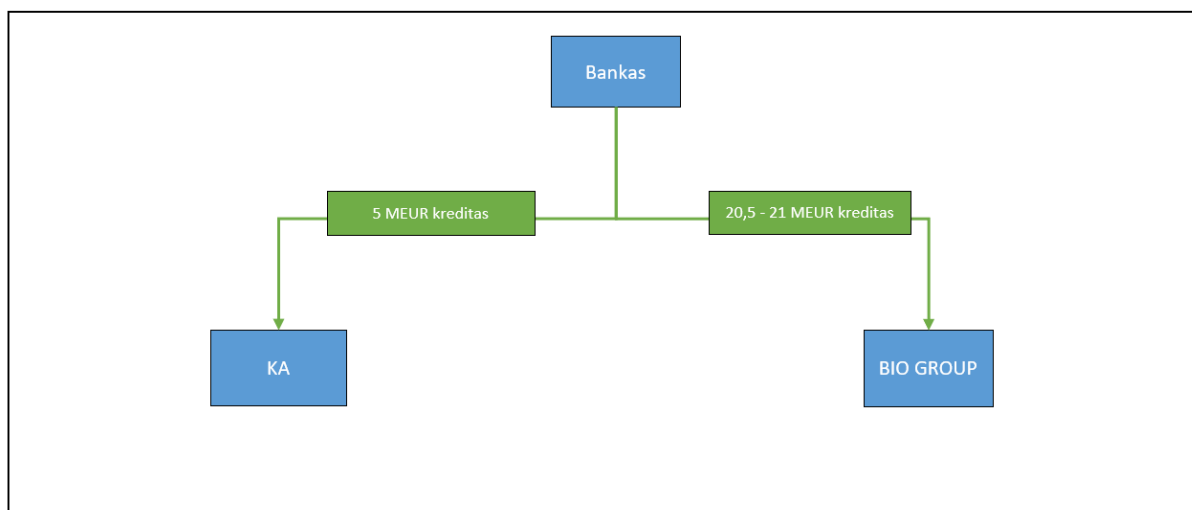 Bankas
5 MEUR kreditas
20,5 - 21 MEUR kreditas
KA
BIO GROUP